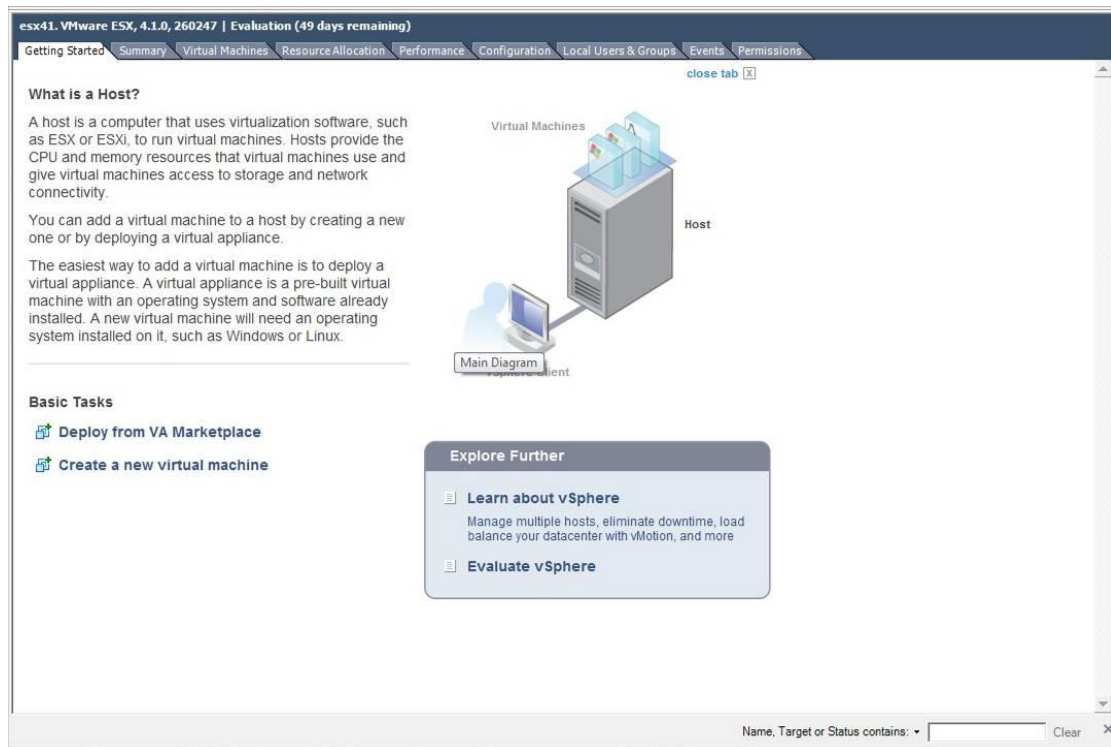 esx41. VMware ESX, 4.1.0, 260247 | Evaluation (49 days remaining)
Getting Started Summary Virtual Machines Resource Allocation Performance Configuration Local Users & Groups Events Permissions
close tab X
What is a Host?
A host is a computer that uses virtualization software, such
as ESX or ESXi, to run virtual machines. Hosts provide the
CPU and memory resources that virtual machines use and
give virtual machines access to storage and network
connectivity.
You can add a virtual machine to a host by creating a new
one or by deploying a virtual appliance.
The easiest way to add a virtual machine is to deploy a
virtual appliance. A virtual appliance is a pre-built virtual
machine with an operating system and software already
installed. A new virtual machine will need an operating
system installed on it, such as Windows or Linux.
Virtual Machines
Host
Main Diagram
vSphere Client
Basic Tasks
Deploy from VA Marketplace
Create a new virtual machine
Explore Further
Learn about vSphere
Manage multiple hosts, eliminate downtime, load
balance your datacenter with vMotion, and more
Evaluate vSphere
Name, Target or Status contains:
Clear